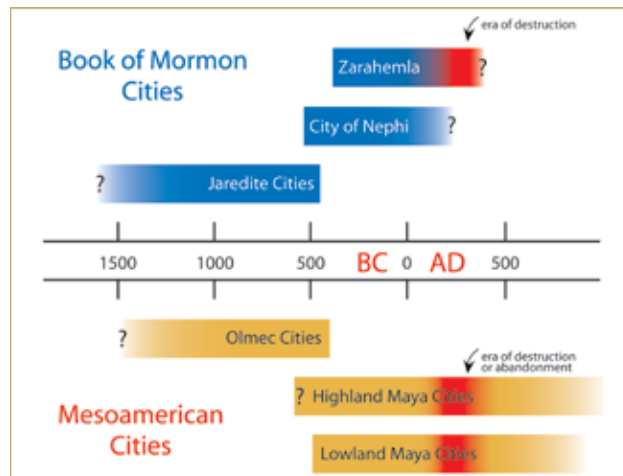 era of destruction
Book of Mormon
Cities
Zarahemla
?
City of Nephi
?
?
Jaredite Cities
1500
1000
500
BC
0
AD
500
?
Olmec Cities
era of destruction
or abandonment
Mesoamerican
Cities
?
Highland Maya Cities
Lowland Maya Cities